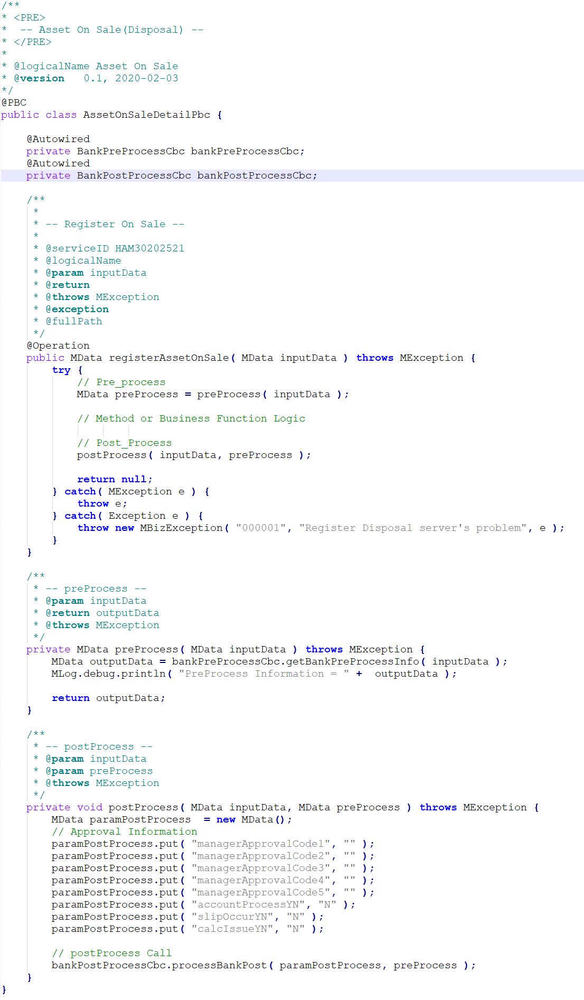 /**
* <PRE>
*  -- Asset On Sale(Disposal) --
* </PRE>
*
* @logicalName Asset On Sale
* @version   0.1, 2020-02-03
*/
@PBC
public class AssetOnSaleDetailPbc {

    @Autowired
    private BankPreProcessCbc bankPreProcessCbc;
    @Autowired
    private BankPostProcessCbc bankPostProcessCbc;

    /**
     *
     * -- Register On Sale --
     *
     * @serviceID HAM30202521
     * @logicalName
     * @param inputData
     * @return
     * @throws MException
     * @exception
     * @fullPath
     */
    @Operation
    public MData registerAssetOnSale( MData inputData ) throws MException {
        try {
            // Pre_process
            MData preProcess = preProcess( inputData );

            // Method or Business Function Logic

            // Post_Process
            postProcess( inputData, preProcess );

            return null;
        } catch( MException e ) {
            throw e;
        } catch( Exception e ) {
            throw new MBizException( "000001", "Register Disposal server's problem", e );
        }
    }

    /**
     * -- preProcess --
     * @param inputData
     * @return outputData
     * @throws MException
     */
    private MData preProcess( MData inputData ) throws MException {
        MData outputData = bankPreProcessCbc.getBankPreProcessInfo( inputData );
        MLog.debug.println( "PreProcess Information = " +  outputData );

        return outputData;
    }

    /**
     * -- postProcess --
     * @param inputData
     * @param preProcess
     * @throws MException
     */
    private void postProcess( MData inputData, MData preProcess ) throws MException {
        MData paramPostProcess  = new MData();
        // Approval Information
        paramPostProcess.put( "managerApprovalCode1", "" );
        paramPostProcess.put( "managerApprovalCode2", "" );
        paramPostProcess.put( "managerApprovalCode3", "" );
        paramPostProcess.put( "managerApprovalCode4", "" );
        paramPostProcess.put( "managerApprovalCode5", "" );
        paramPostProcess.put( "accountProcessYN", "N" );
        paramPostProcess.put( "slipOccurYN", "N" );
        paramPostProcess.put( "calcIssueYN", "N" );

        // postProcess Call
        bankPostProcessCbc.processBankPost( paramPostProcess, preProcess );
    }
}